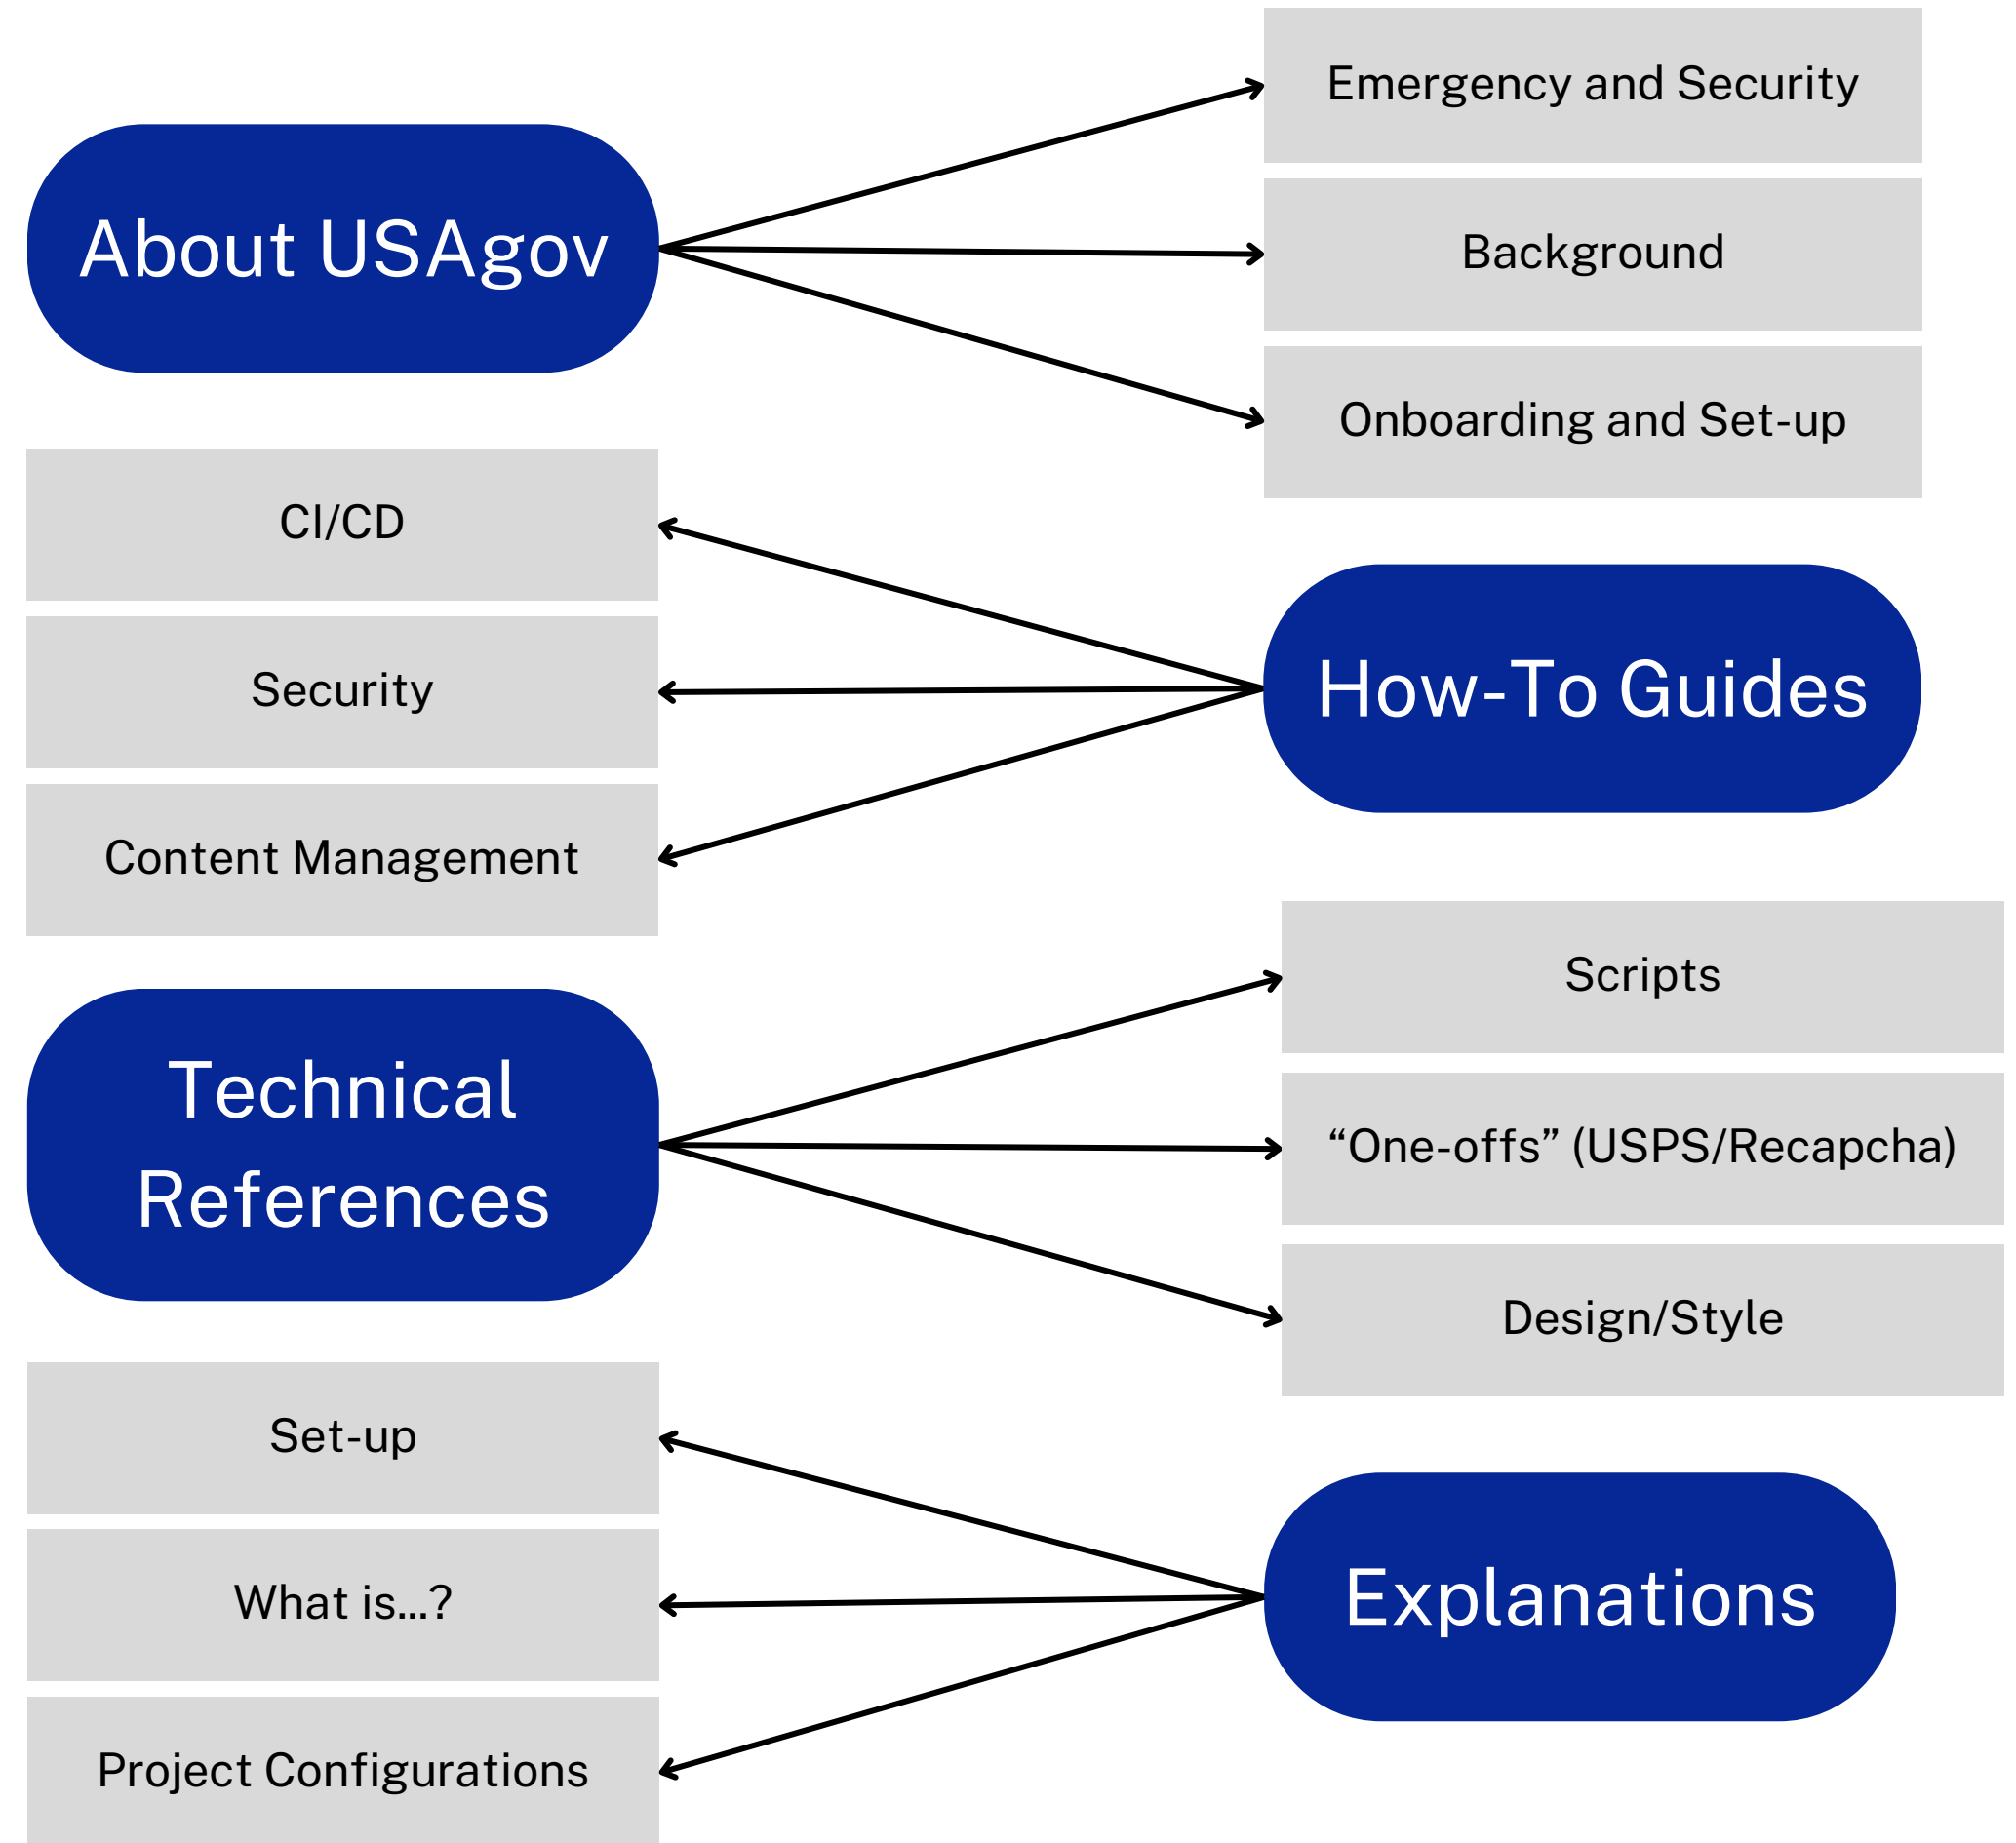 About USAgov
Emergency and Security
Background
Onboarding and Set-up
How-To Guides
CI/CD
Security
Content Management
Technical
References
Scripts
“One-offs” (USPS/Recapcha)
Design/Style
Explanations
Set-up
What is...?
Project Configurations